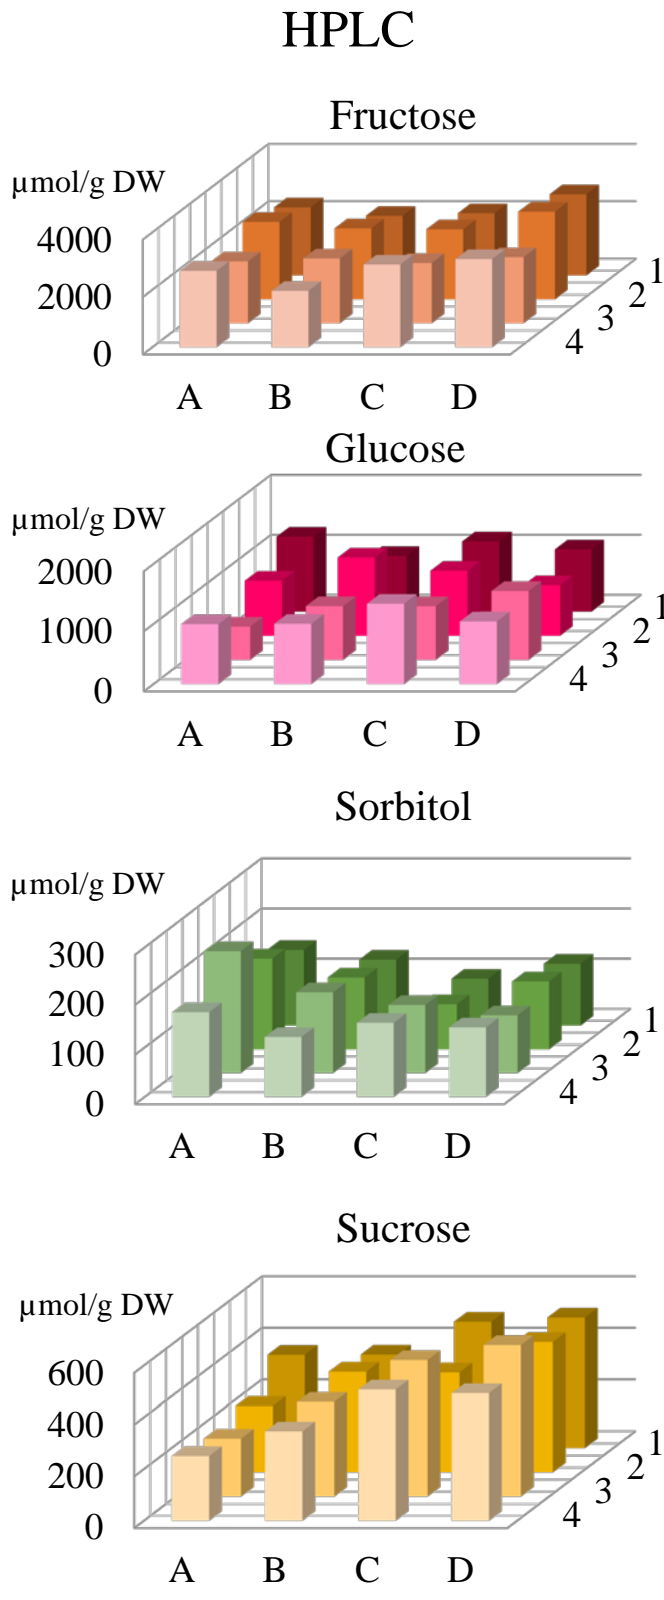 HPLC
Fructose
µmol/g DW
4000
2000
0
1
2
3
4
A B C D
Glucose
µmol/g DW
2000
1000
0
1
2
3
4
A B C D
Sorbitol
µmol/g DW
300
200
100
0
1
2
3
4
A B C D
Sucrose
µmol/g DW
600
400
200
0
1
2
3
4
A B C D